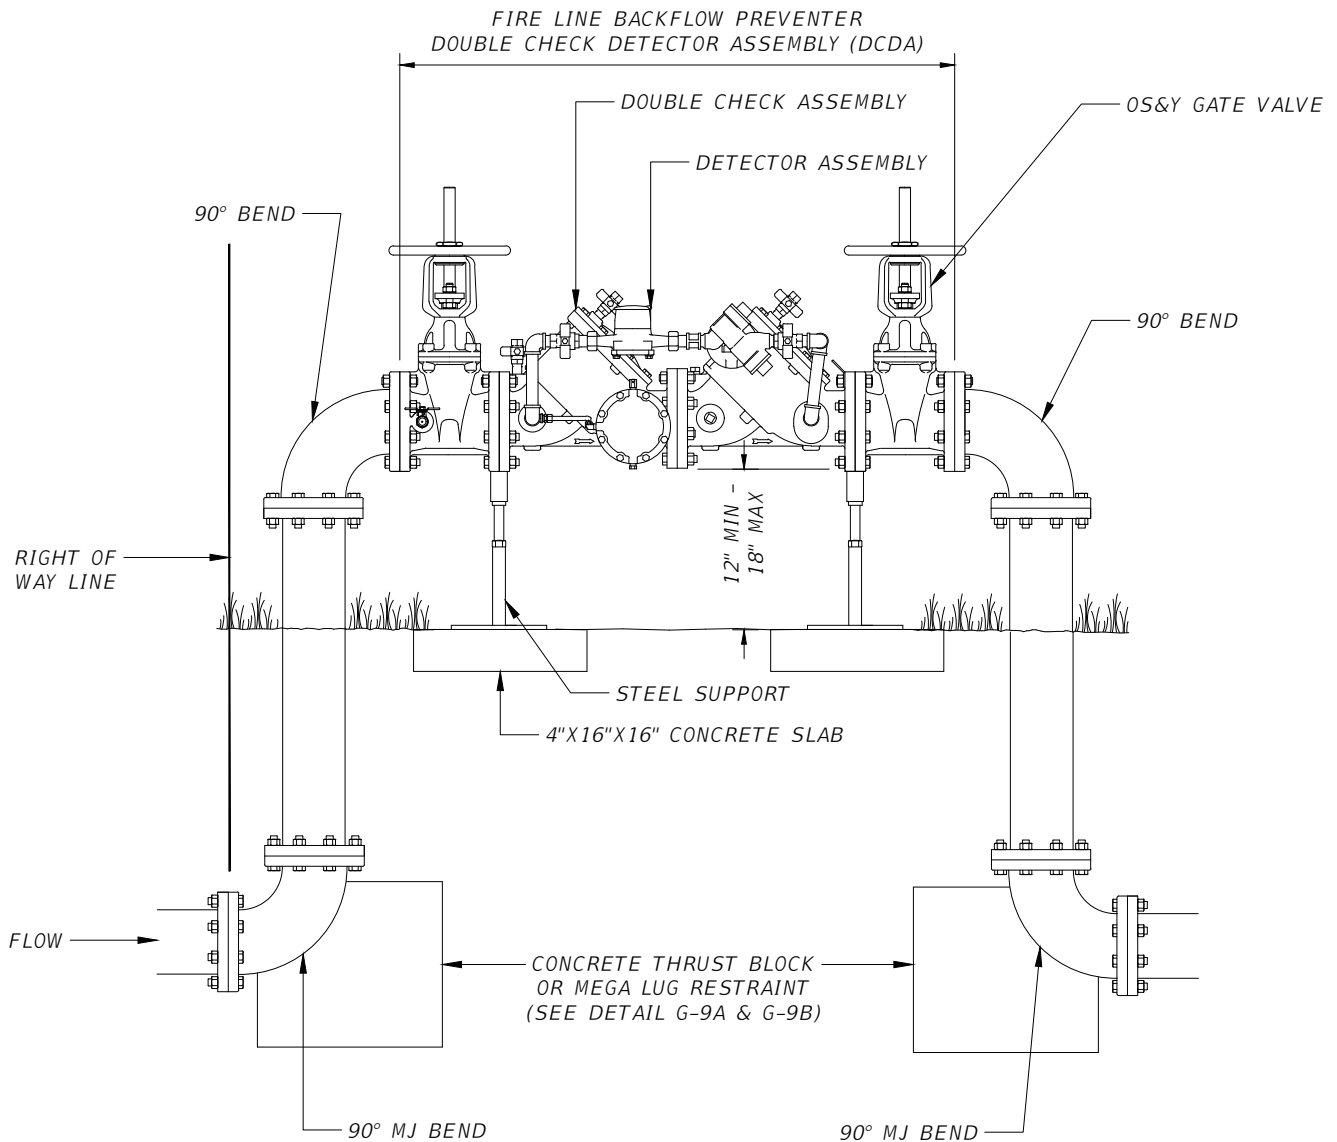 FIRE LINE BACKFLOW PREVENTER
DOUBLE CHECK DETECTOR ASSEMBLY (DCDA)
DOUBLE CHECK ASSEMBLY
OS&Y GATE VALVE
DETECTOR ASSEMBLY
90° BEND
90° BEND
12" MIN -
18" MAX
RIGHT OF
WAY LINE
STEEL SUPPORT
4"X16"X16" CONCRETE SLAB
FLOW
CONCRETE THRUST BLOCK
OR MEGA LUG RESTRAINT
(SEE DETAIL G-9A & G-9B)
90° MJ BEND
90° MJ BEND